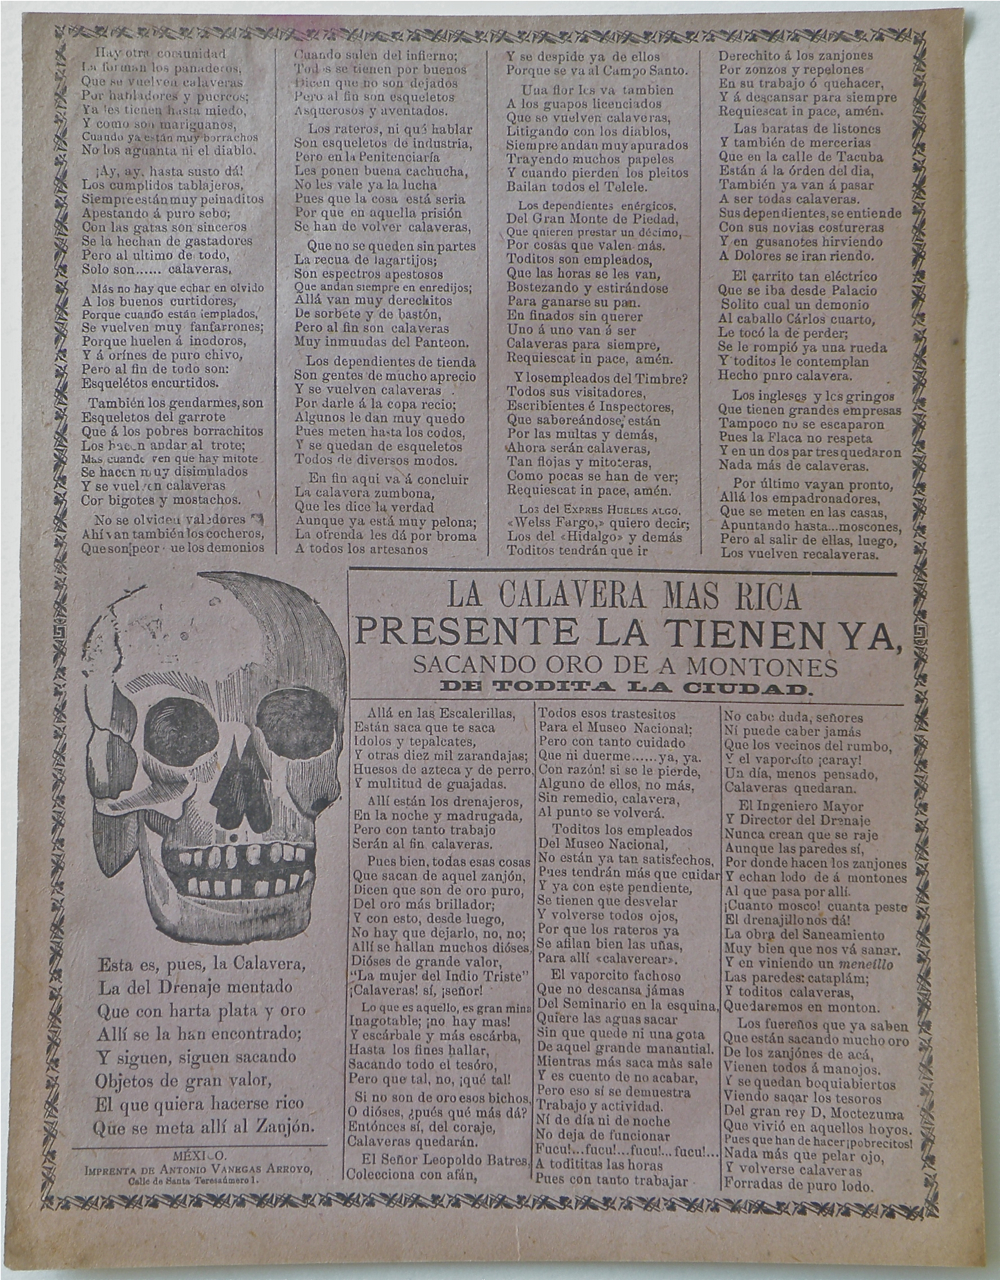 Hay otra comunidad
La forman los panaderos,
Que se vuelven calaveras
Por habladores y puercos;
Ya les tienen hasta miedo,
Y como son mariguanos,
Cuando ya están muy borrachos
No los aguanta ni el diablo.
¡Ay, ay, hasta susto dá!
Los cumplidos tablajeros,
Siempre están muy peinaditos
Apestando á puro sebo;
Con las gatas son sinceros
Se la hechan de gastadores
Pero al ultimo de todo,
Solo son...... calaveras,
Más no hay que echar en olvido
A los buenos curtidores,
Porque cuando están templados,
Se vuelven muy fanfarrones;
Porque huelen á inodoros,
Y á orínes de puro chivo,
Pero al fin de todo son:
Esquelétos encurtidos.
También los gendarmes, son
Esqueletos del garrote
Que á los pobres borrachitos
Los hacen andar al trote;
Mas cuando ven que hay mitote
Se hacen muy disimulados
Y se vuelven calaveras
Cor bigotes y mostachos.
No se olviden valedores
Ahí van también los cocheros,
Que son peor que los demonios
Cuando salen del infierno;
Todos se tienen por buenos
Dicen que no son dejados
Pero al fin son esqueletos
Asquerosos y aventados.
Los rateros, ni qué hablar
Son esqueletos de industria,
Pero en la Penitenciaría
Les ponen buena cachucha,
No les vale ya la lucha
Pues que la cosa está seria
Por que en aquella prisión
Se han de volver calaveras,
Que no se queden sin partes
La recua de lagartijos;
Son espectros apestosos
Que andan siempre en enredijos;
Allá van muy derechitos
De sorbete y de bastón,
Pero al fin son calaveras
Muy inmundas del Panteon.
Los dependientes de tienda
Son gentes de mucho aprecio
Y se vuelven calaveras
Por darle á la copa recio;
Algunos le dan muy quedo
Pues meten hasta los codos,
Y se quedan de esqueletos
Todos de diversos modos.
En fin aqui va á concluir
La calavera zumbona,
Que les dice la verdad
Aunque ya está muy pelona;
La ofrenda les dá por broma
A todos los artesanos
Y se despide ya de ellos
Porque se va al Campo Santo.
Una flor les va tambien
A los guapos licenciados
Que se vuelven calaveras,
Litigando con los diablos,
Siempre andan muy apurados
Trayendo muchos papeles
Y cuando pierden los pleitos
Bailan todos el Telele.
Los dependientes enérgicos,
Del Gran Monte de Piedad,
Que quieren prestar un décimo,
Por cosas que valen más.
Toditos son empleados,
Que las horas se les van,
Bostezando y estirándose
Para ganarse su pan.
En finados sin querer
Uno á uno van á ser
Calaveras para siempre,
Requiescat in pace, amén.
Y los empleados del Timbre?
Todos sus visitadores,
Escribientes é Inspectores,
Que saboreándose, están
Por las multas y demás,
Ahora serán calaveras,
Tan flojas y mitoteras,
Como pocas se han de ver;
Requiescat in pace, amén.
Los del EXPRES HUELES ALGO,
«Welss Fargo,» quiero decir;
Los del «Hidalgo» y demás
Toditos tendrán que ir
Derechito á los zanjones
Por zonzos y repelones
En su trabajo ó quehacer,
Y á descansar para siempre
Requiescat in pace, amén.
Las baratas de listones
Y también de mercerias
Que en la calle de Tacuba
Están á la órden del dia,
También ya van á pasar
A ser todas calaveras.
Sus dependientes, se entiende
Con sus novias costureras
Y en gusanotes hirviendo
A Dolores se iran riendo.
El carrito tan eléctrico
Que se iba desde Palacio
Solito cual un demonio
Al caballo Cárlos cuarto,
Le tocó la de perder;
Se le rompió ya una rueda
Y toditos le contemplan
Hecho puro calavera.
Los ingleses y los gringos
Que tienen grandes empresas
Tampoco no se escaparon
Pues la Flaca no respeta
Y en un dos par tres quedaron
Nada más de calaveras.
Por último vayan pronto,
Allá los empadronadores,
Que se meten en las casas,
Apuntando hasta...moscones,
Pero al salir de ellas, luego,
Los vuelven recalaveras.
LA CALAVERA MAS RICA
PRESENTE LA TIENEN YA,
SACANDO ORO DE A MONTONES
DE TODITA LA CIUDAD.
Esta es, pues, la Calavera,
La del Drenaje mentado
Que con harta plata y oro
Allí se la han encontrado;
Y siguen, siguen sacando
Objetos de gran valor,
El que quiera hacerse rico
Que se meta allí al Zanjón.
MÉXICO.
IMPRENTA DE ANTONIO VANEGAS ARROYO,
Calle de Santa Teresa número 1.
Allá en las Escalerillas,
Están saca que te saca
Idolos y tepalcates,
Y otras diez mil zarandajas;
Huesos de azteca y de perro,
Y multitud de guajadas.
Allí están los drenajeros,
En la noche y madrugada,
Pero con tanto trabajo
Serán al fin calaveras.
Pues bien, todas esas cosas
Que sacan de aquel zanjón,
Dicen que son de oro puro,
Del oro más brillador;
Y con esto, desde luego,
No hay que dejarlo, no, no;
Allí se hallan muchos dióses,
Dióses de grande valor,
"La mujer del Indio Triste"
¡Calaveras! sí, ¡señor!
Lo que es aquello, es gran mina
Inagotable; ¡no hay mas!
Y escárbale y más escárba,
Hasta los fines hallar,
Sacando todo el tesóro,
Pero que tal, no, ¡qué tal!
Si no son de oro esos bichos,
O dióses, ¿pués qué más dá?
Entónces sí, del coraje,
Calaveras quedarán.
El Señor Leopoldo Batres,
Colecciona con afán,
Todos esos trastesitos
Para el Museo Nacional;
Pero con tanto cuidado
Que ni duerme......ya, ya.
Con razón! si se le pierde,
Alguno de ellos, no más,
Sin remedio, calavera,
Al punto se volverá.
Toditos los empleados
Del Museo Nacional,
No están ya tan satisfechos,
Pues tendrán más que cuidar
Y ya con este pendiente,
Se tienen que desvelar
Y volverse todos ojos,
Por que los rateros ya
Se afilan bien las uñas,
Para allí «calaverear».
El vaporcito fachoso
Que no descansa jámas
Del Seminario en la esquina,
Quiere las aguas sacar
Sin que quede ni una gota
De aquel grande manantial.
Mientras más saca más sale
Y es cuento de no acabar,
Pero eso sí se demuestra
Trabajo y actividad.
Ní de día ni de noche
No deja de funcionar
Fucu!...fucu!...fucu!...fucu!...
A todititas las horas
Pues con tanto trabajar
No cabe duda, señores
Ní puede caber jamás
Que los vecinos del rumbo,
Y el vaporcito ¡caray!
Un día, menos pensado,
Calaveras quedaran.
El Ingeniero Mayor
Y Director del Drenaje
Nunca crean que se raje
Aunque las paredes sí,
Por donde hacen los zanjones
Y echan lodo de á montones
Al que pasa por allí.
¡Cuanto mosco! cuanta peste
El drenajillo nos dá!
La obra del Saneamiento
Muy bien que nos vá sanar.
Y en viniendo un meneillo
Las paredes: cataplám;
Y toditos calaveras,
Quedaremos en monton.
Los fuereños que ya saben
Que están sacando mucho oro
De los zanjónes de acá,
Vienen todos á manojos.
Y se quedan boquiabiertos
Viendo sacar los tesoros
Del gran rey D, Moctezuma
Que vivió en aquellos hoyos.
Pues que han de hacer ¡pobrecitos!
Nada más que pelar ojo,
Y volverse calaveras
Forradas de puro lodo.